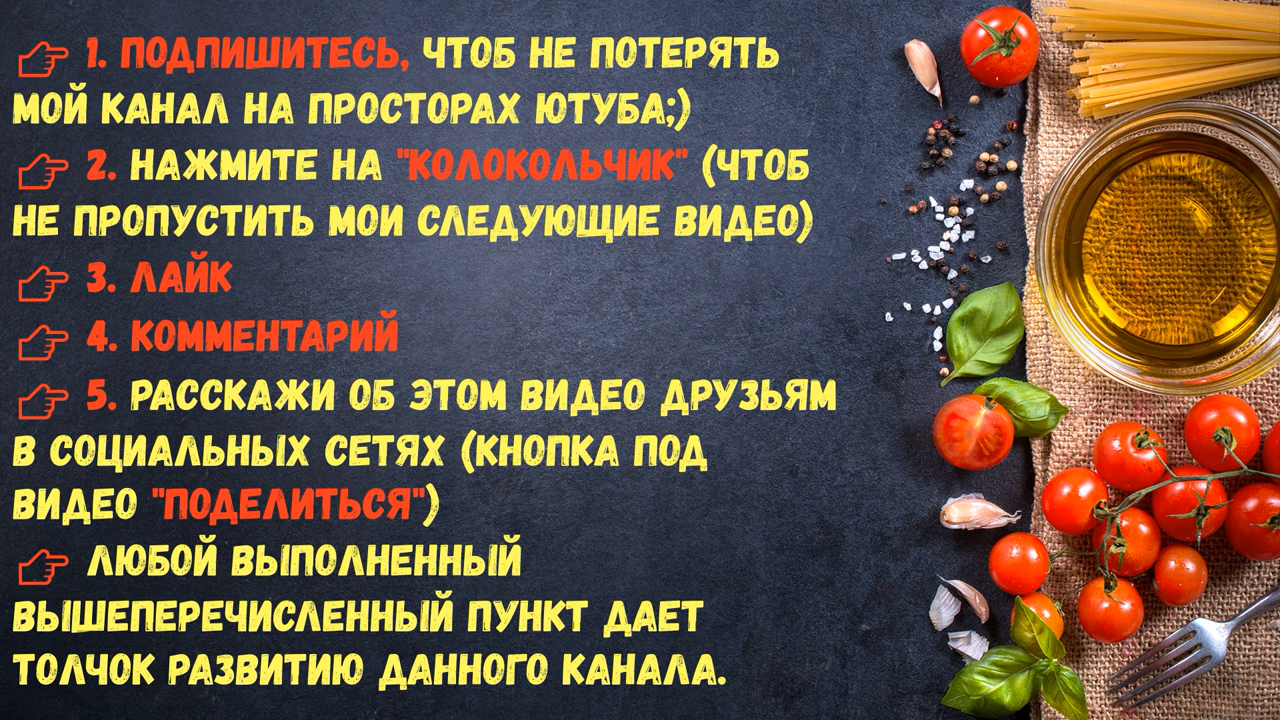 1. ПОДПИШИТЕСЬ, ЧТОБ НЕ ПОТЕРЯТЬ
МОЙ КАНАЛ НА ПРОСТОРАХ ЮТУБА;)
2. НАЖМИТЕ НА "КОЛОКОЛЬЧИК" (ЧТОБ
НЕ ПРОПУСТИТЬ МОИ СЛЕДУЮЩИЕ ВИДЕО)
3. ЛАЙК
4. КОММЕНТАРИЙ
5. РАССКАЖИ ОБ ЭТОМ ВИДЕО ДРУЗЬЯМ
В СОЦИАЛЬНЫХ СЕТЯХ (КНОПКА ПОД
ВИДЕО "ПОДЕЛИТЬСЯ")
ЛЮБОЙ ВЫПОЛНЕННЫЙ
ВЫШЕПЕРЕЧИСЛЕННЫЙ ПУНКТ ДАЕТ
ТОЛЧОК РАЗВИТИЮ ДАННОГО КАНАЛА.